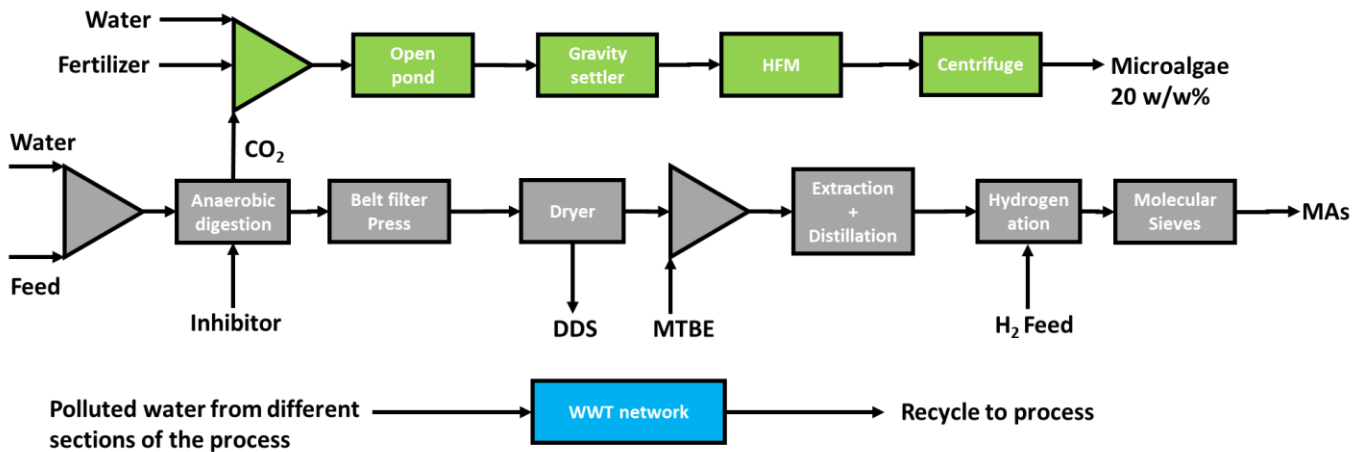 Water
Fertilizer
Open
pond
Gravity
settler
HFM
Centrifuge
Microalgae
20 w/w%
Water
CO₂
Feed
Anaerobic
digestion
Belt filter
Press
Dryer
Extraction
+
Distillation
Hydrogen
ation
Molecular
Sieves
MAs
Inhibitor
DDS
MTBE
H₂ Feed
Polluted water from different
sections of the process
WWT network
Recycle to process